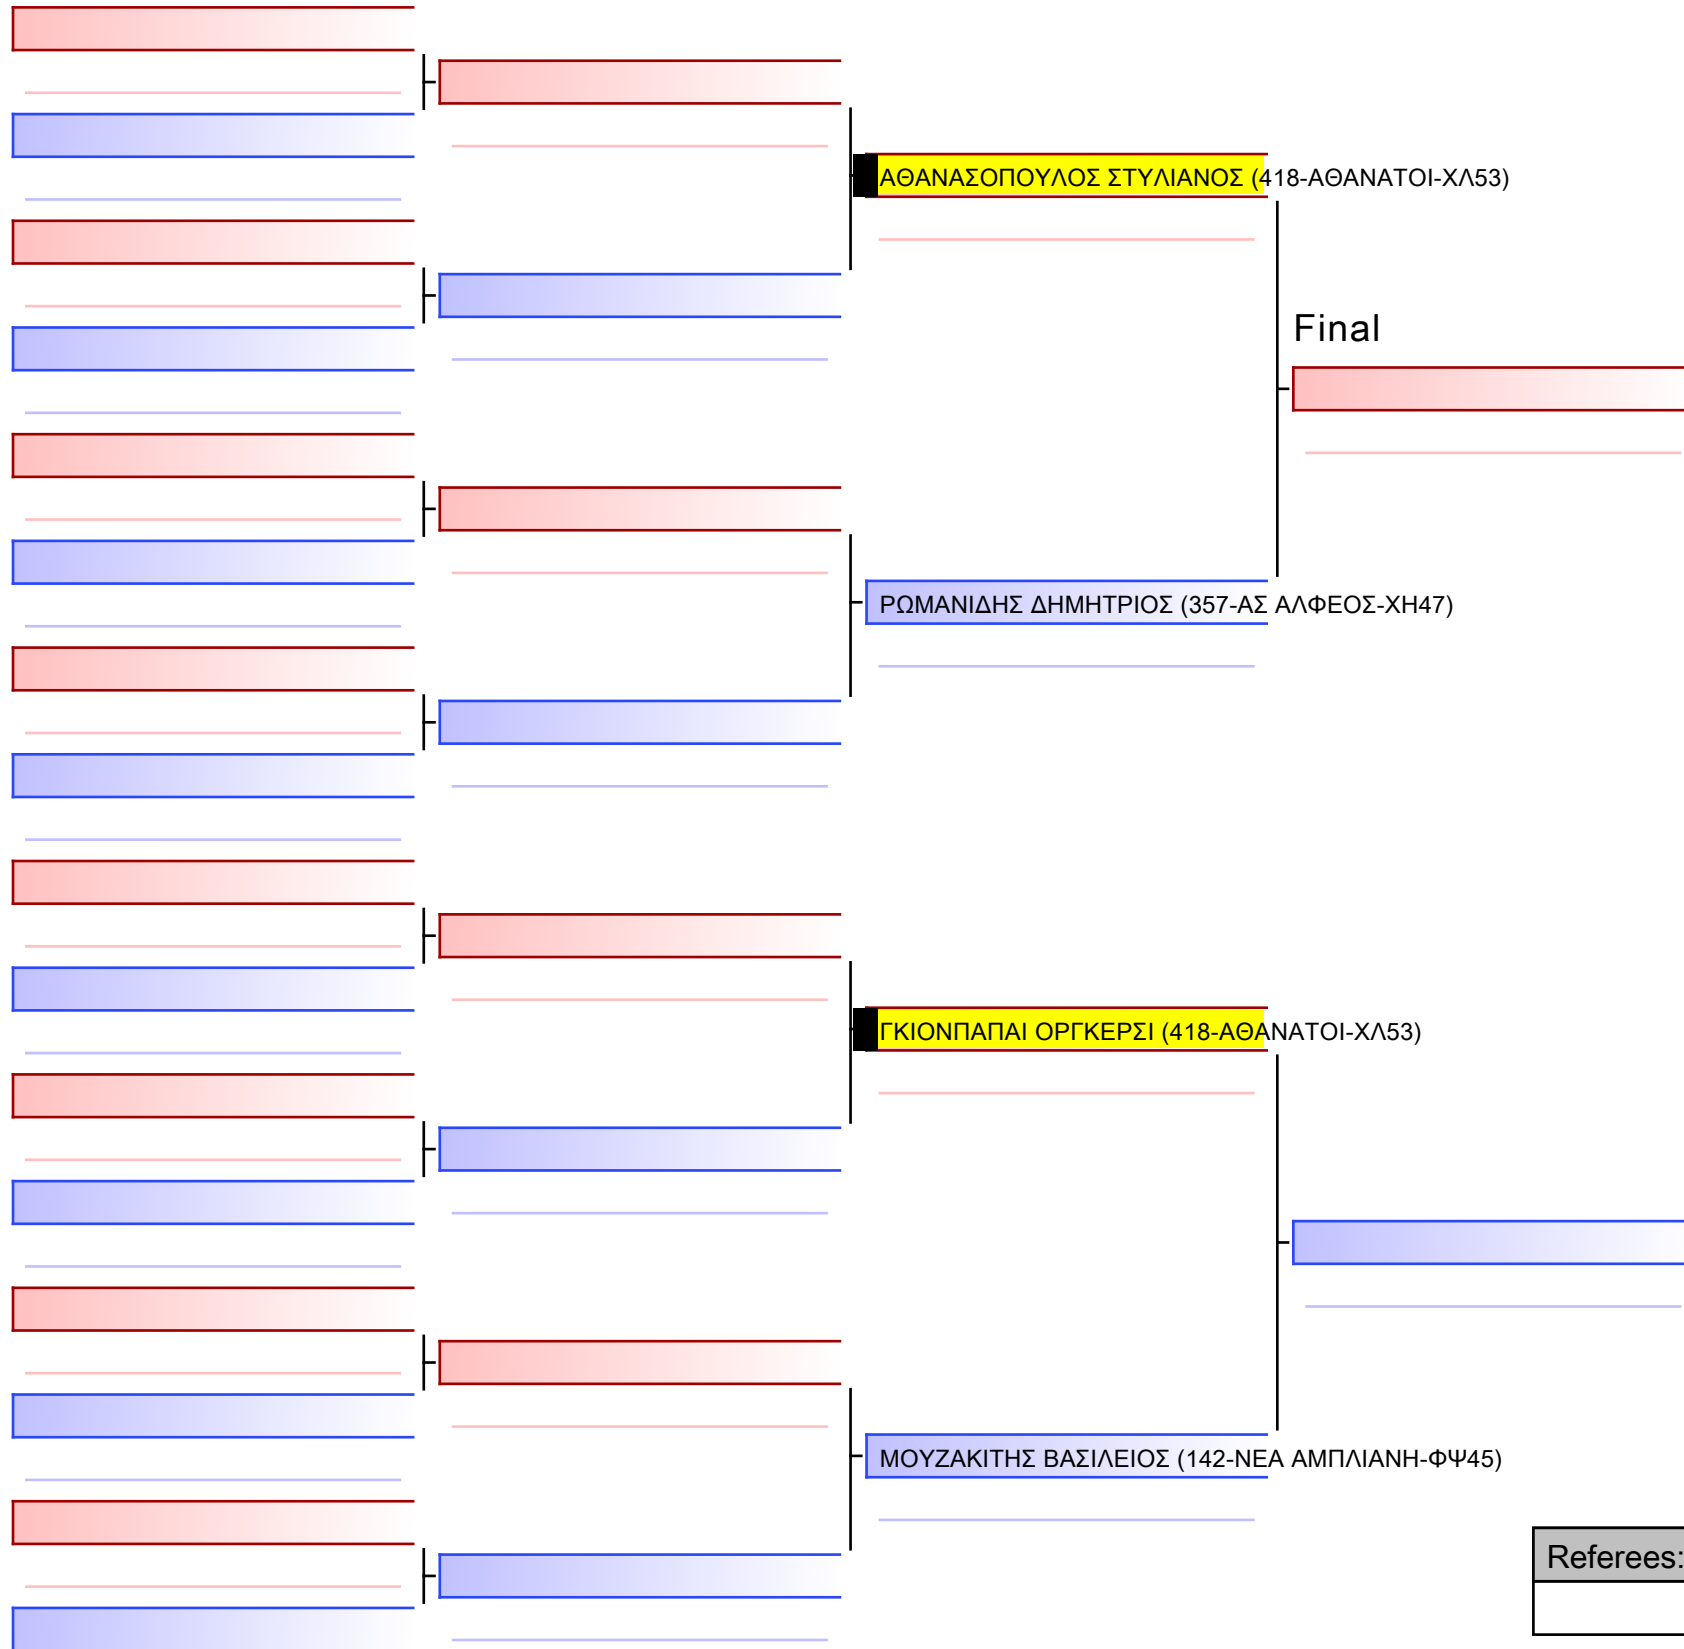 ΑΘΑΝΑΣΟΠΟΥΛΟΣ ΣΤΥΛΙΑΝΟΣ (418-ΑΘΑΝΑΤΟΙ-ΧΛ53)
Final
ΡΩΜΑΝΙΔΗΣ ΔΗΜΗΤΡΙΟΣ (357-ΑΣ ΑΛΦΕΟΣ-ΧΗ47)
ΓΚΙΟΝΠΑΠΑΙ ΟΡΓΚΕΡΣΙ (418-ΑΘΑΝΑΤΟΙ-ΧΛ53)
ΜΟΥΖΑΚΙΤΗΣ ΒΑΣΙΛΕΙΟΣ (142-ΝΕΑ ΑΜΠΛΙΑΝΗ-ΦΨ45)
Referees: